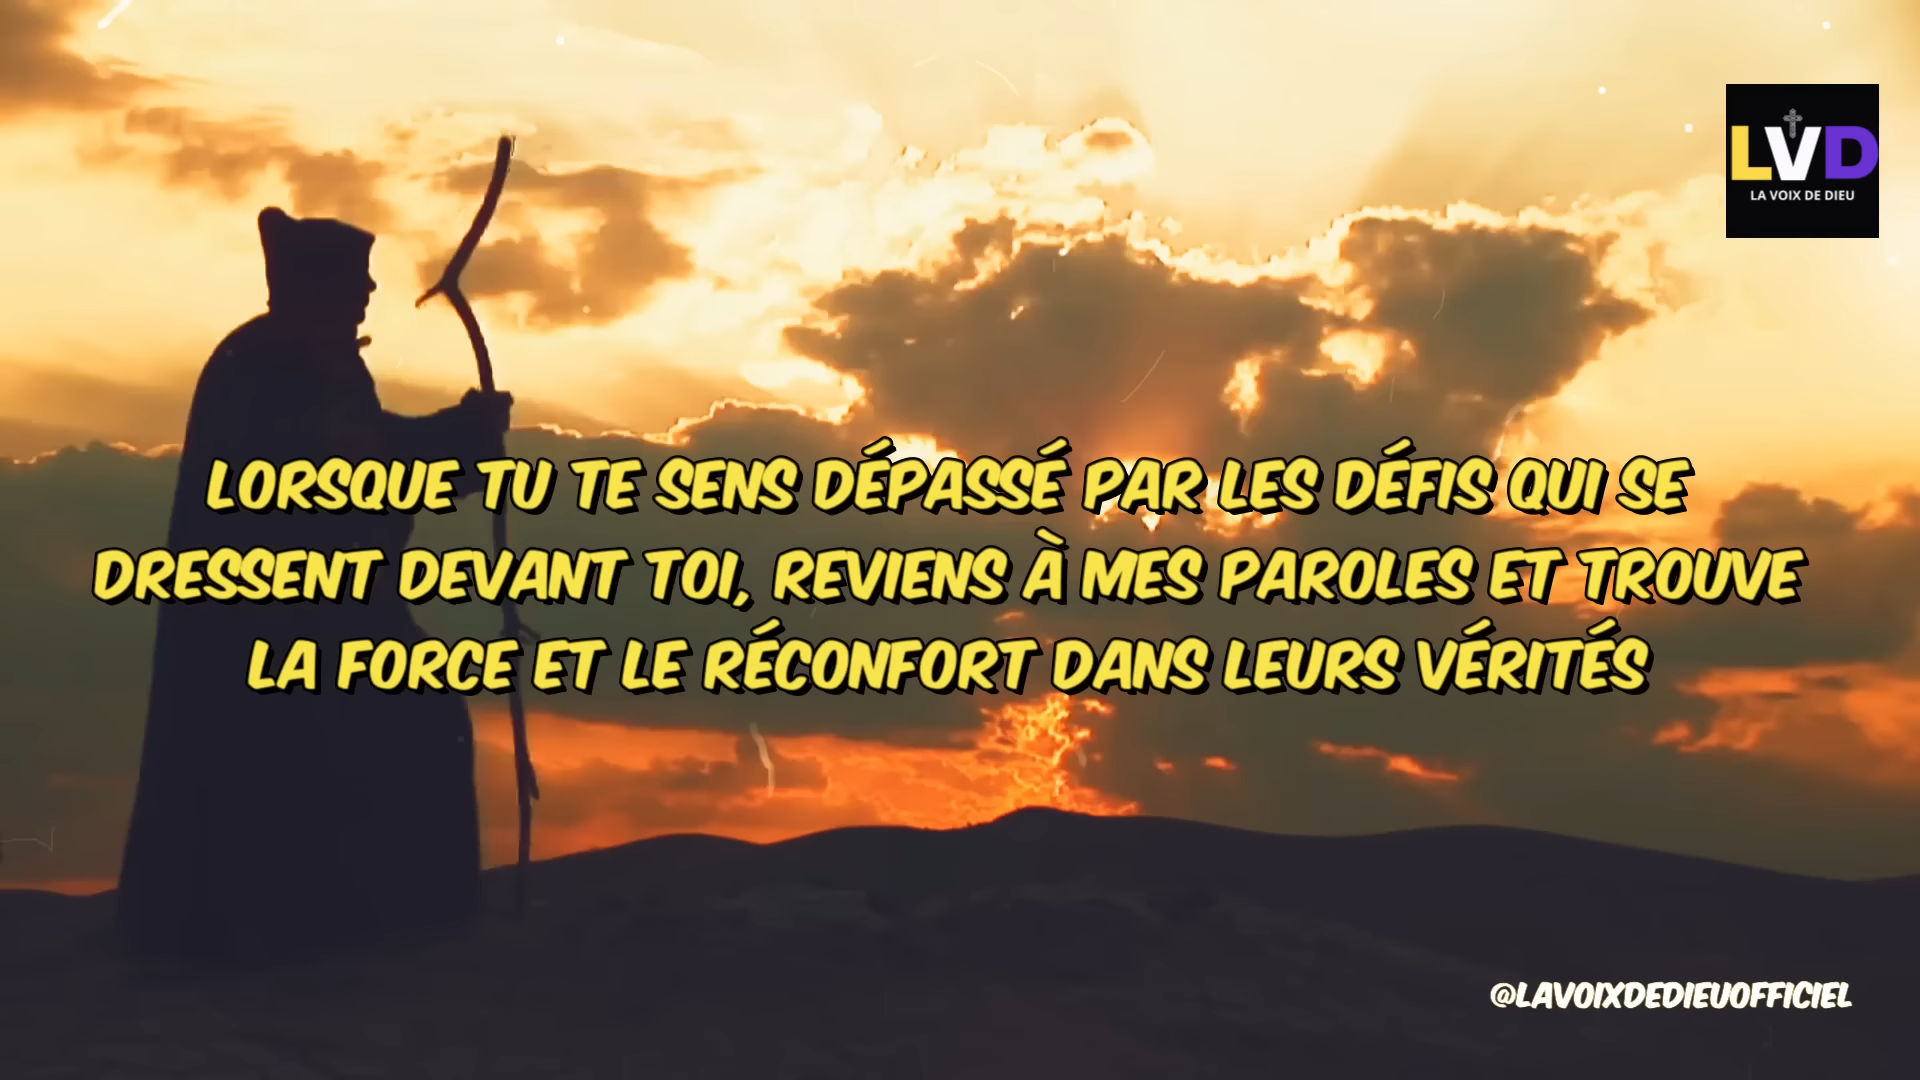 LVD
LA VOIX DE DIEU
LORSQUE TU TE SENS DÉPASSÉ PAR LES DÉFIS QUI SE
DRESSENT DEVANT TOI, REVIENS À MES PAROLES ET TROUVE
LA FORCE ET LE RÉCONFORT DANS LEURS VÉRITÉS
@LAVOIXDEDIEUOFFICIEL